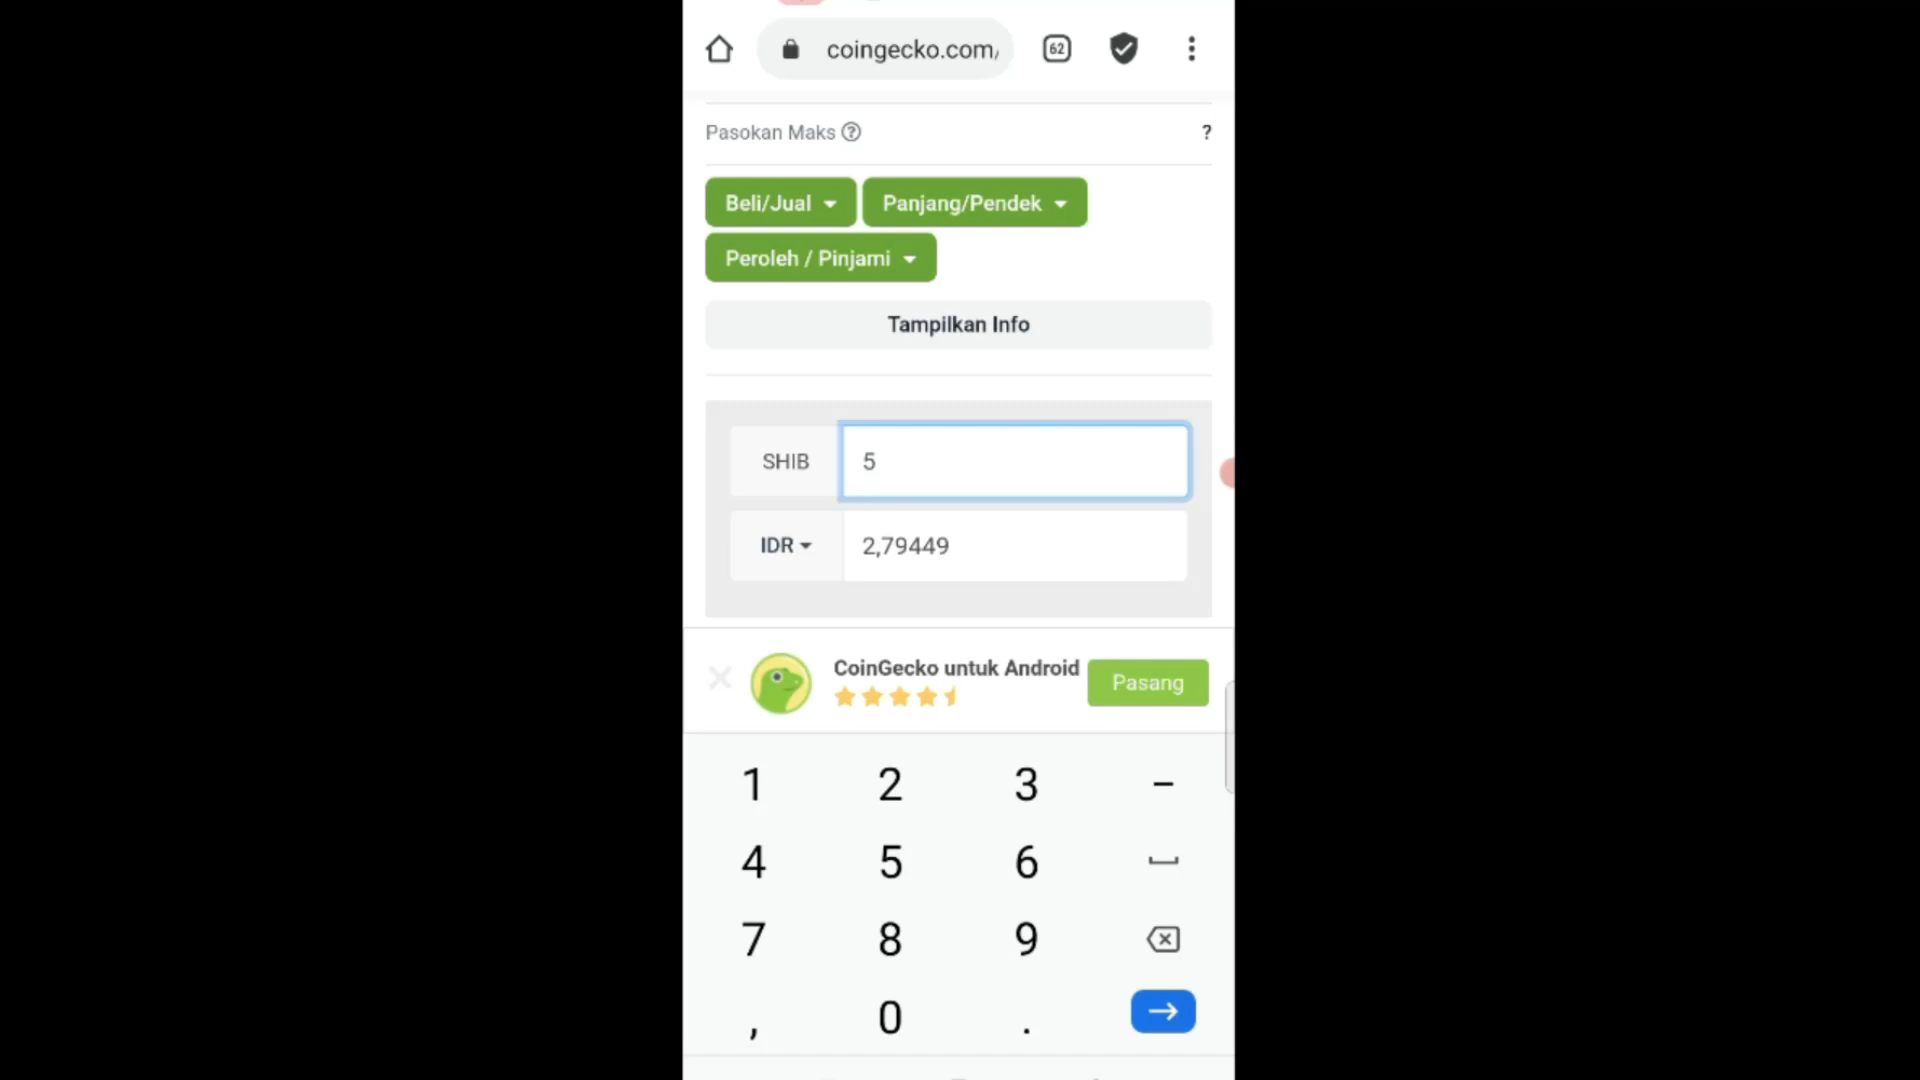 coingecko.com/
62
Pasokan Maks ?
?
Beli/Jual
Panjang/Pendek
Peroleh / Pinjami
Tampilkan Info
SHIB
5
IDR
2,79449
CoinGecko untuk Android
Pasang
1 2 3 –
4 5 6
7 8 9
, 0 .